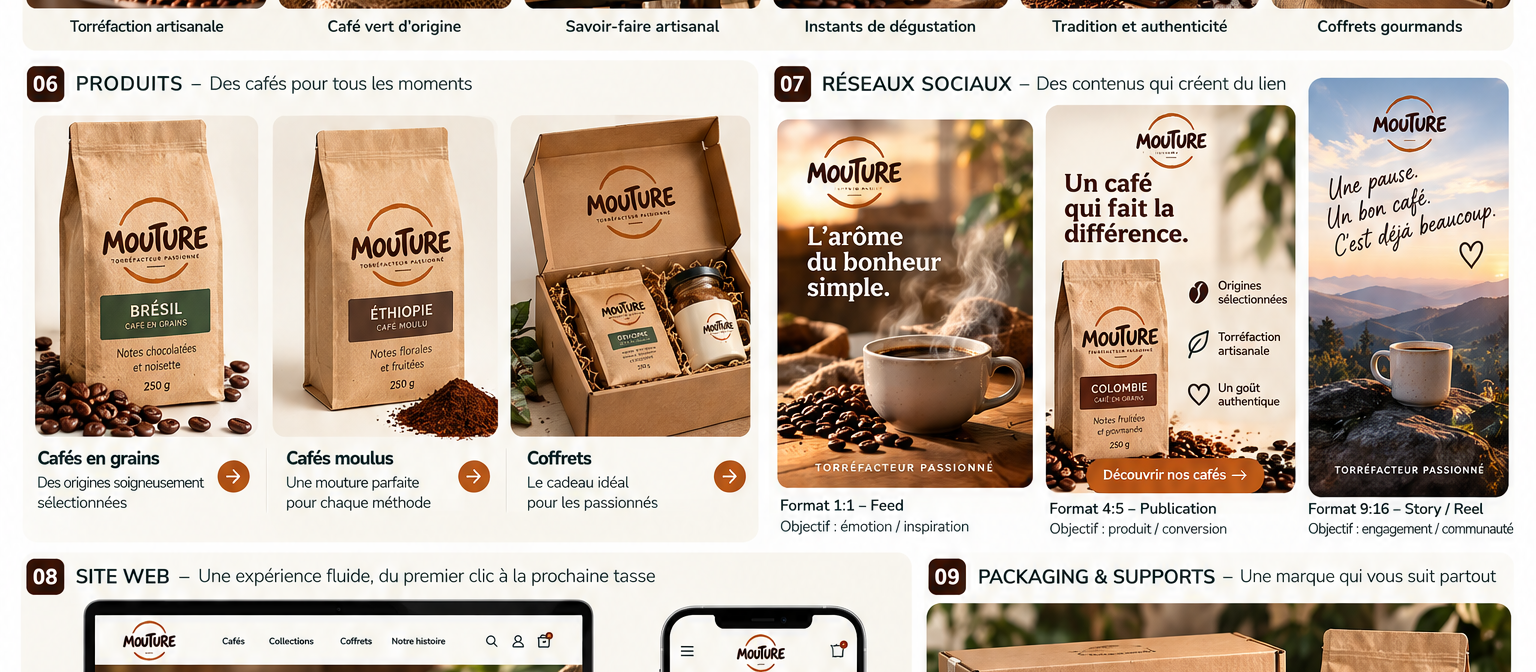 Torréfaction artisanale
Café vert d'origine
Savoir-faire artisanal
Instants de dégustation
Tradition et authenticité
Coffrets gourmands
06 PRODUITS – Des cafés pour tous les moments
MOUTURE
TORRÉFACTEUR PASSIONNÉ
BRÉSIL
CAFÉ EN GRAINS
Notes chocolatées
et noisette
250 g
MOUTURE
TORRÉFACTEUR PASSIONNÉ
ÉTHIOPIE
CAFÉ MOULU
Notes florales
et fruitées
250 g
MOUTURE
TORRÉFACTEUR PASSIONNÉ
MOUTURE
MOUTURE
Cafés en grains
Des origines soigneusement
sélectionnées
Cafés moulus
Une mouture parfaite
pour chaque méthode
Coffrets
Le cadeau idéal
pour les passionnés
07 RÉSEAUX SOCIAUX – Des contenus qui créent du lien
MOUTURE
L'arôme
du bonheur
simple.
TORRÉFACTEUR PASSIONNÉ
Format 1:1 – Feed
Objectif : émotion / inspiration
MOUTURE
Un café
qui fait la
différence.
Origines
sélectionnées
Torréfaction
artisanale
Un goût
authentique
MOUTURE
COLOMBIE
CAFÉ EN GRAINS
Notes fruitées
et gourmande
250 g
Découvrir nos cafés →
Format 4:5 – Publication
Objectif : produit / conversion
MOUTURE
Une pause.
Un bon café.
C'est déjà beaucoup.
TORRÉFACTEUR PASSIONNÉ
Format 9:16 – Story / Reel
Objectif : engagement / communauté
08 SITE WEB – Une expérience fluide, du premier clic à la prochaine tasse
MOUTURE
Cafés
Collections
Coffrets
Notre histoire
MOUTURE
09 PACKAGING & SUPPORTS – Une marque qui vous suit partout